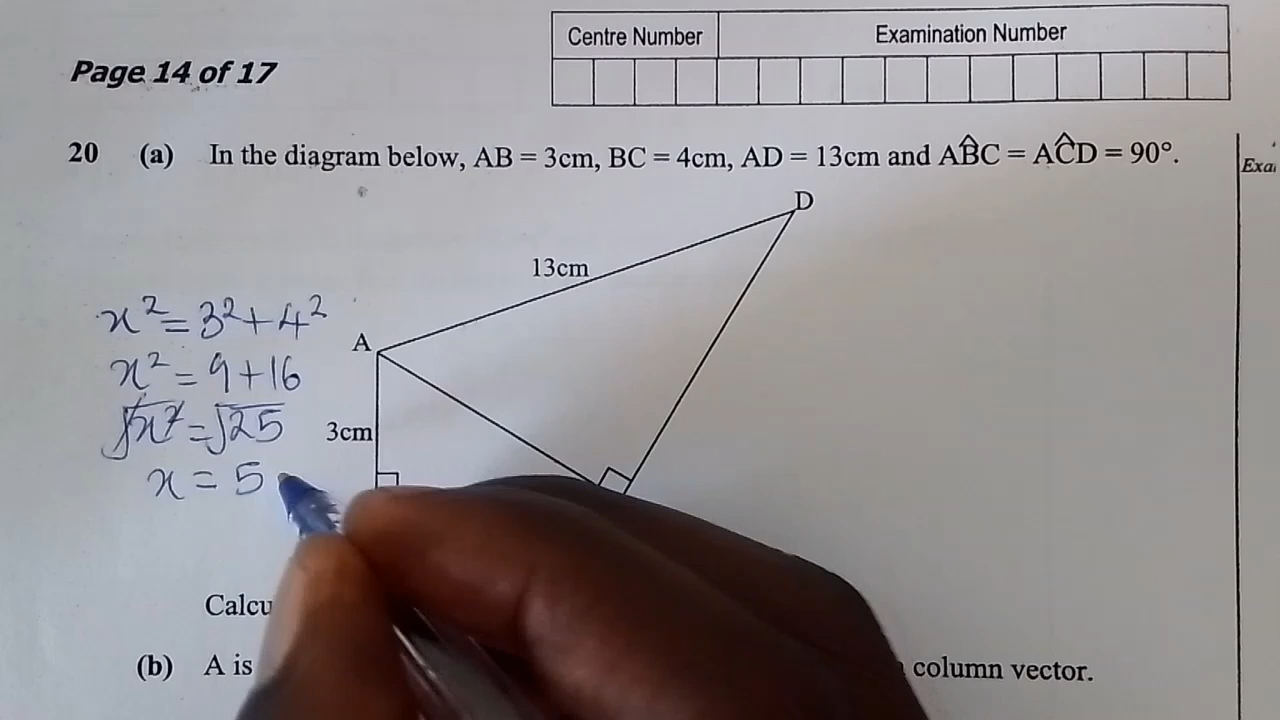 Centre Number Examination Number
Page 14 of 17
20 (a) In the diagram below, AB = 3cm, BC = 4cm, AD = 13cm and AB̂C = AĈD = 90°.
Exa
D
13cm
x² = 3² + 4²
A
x² = 9 + 16
√x² = √25
3cm
x = 5
(b) A is column vector.